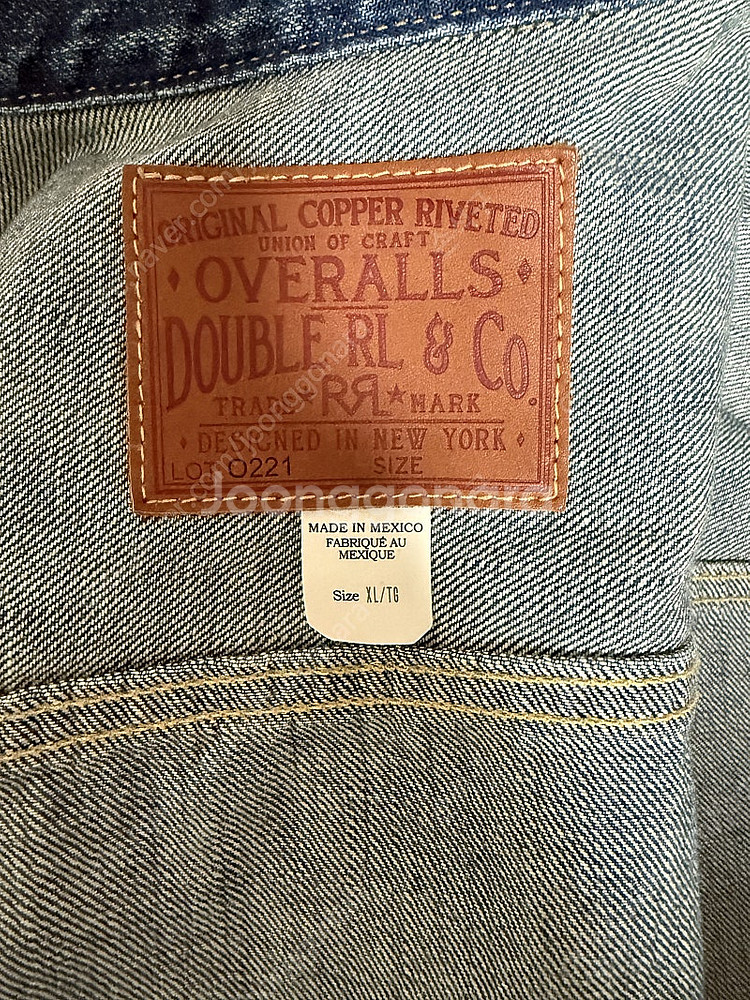 ORIGINAL COPPER RIVETED
UNION OF CRAFT
OVERALLS
DOUBLE RL & CO.
TRADE RRL MARK
DESIGNED IN NEW YORK
LOT 0221 SIZE
Joonggonara
MADE IN MEXICO
FABRIQUÉ AU
MEXIQUE
Size XL/TG